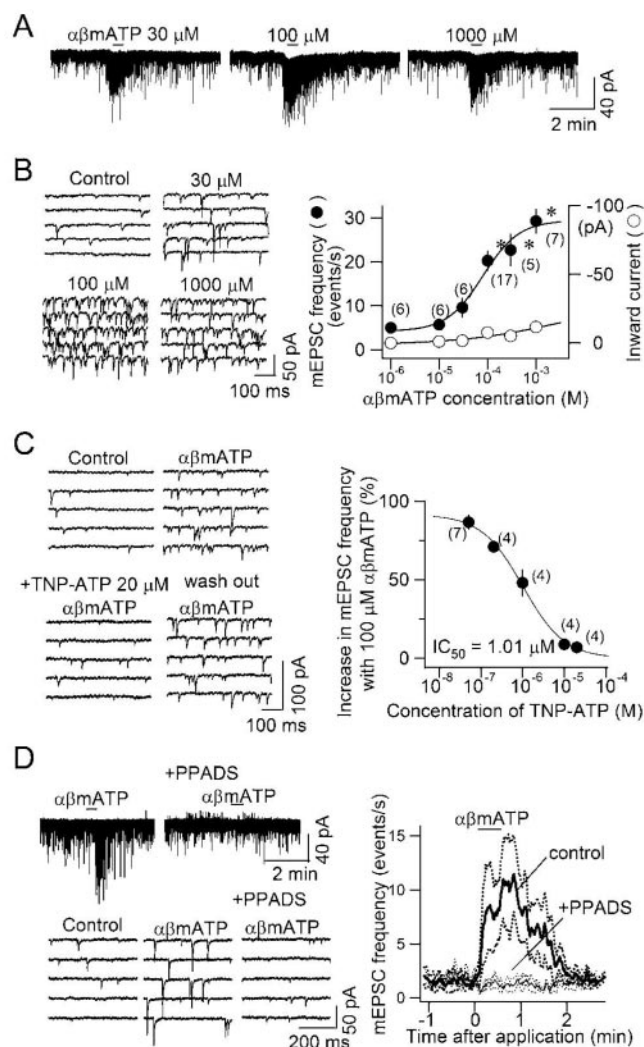 A
αβmATP 30 μM
100 μM
1000 μM
40 pA
2 min
B
Control
30 μM
100 μM
1000 μM
50 pA
100 ms
mEPSC frequency (●)
(events/s)
30
20
10
0
(6)
(6)
(6)
*
(17)
*
(5)
*
(7)
-100
(pA)
-50
0
Inward current (○)
10⁻⁶
10⁻⁵
10⁻⁴
10⁻³
αβmATP concentration (M)
C
Control
αβmATP
+TNP-ATP 20 μM
wash out
αβmATP
αβmATP
100 pA
100 ms
Increase in mEPSC frequency
with 100 μM αβmATP (%)
100
50
0
(7)
(4)
(4)
(4)
(4)
IC₅₀ = 1.01 μM
10⁻⁸
10⁻⁷
10⁻⁶
10⁻⁵
10⁻⁴
Concentration of TNP-ATP (M)
D
+PPADS
αβmATP
αβmATP
40 pA
2 min
+PPADS
Control
αβmATP
αβmATP
50 pA
200 ms
mEPSC frequency (events/s)
15
10
5
0
αβmATP
control
+PPADS
-1
0
1
2
Time after application (min)